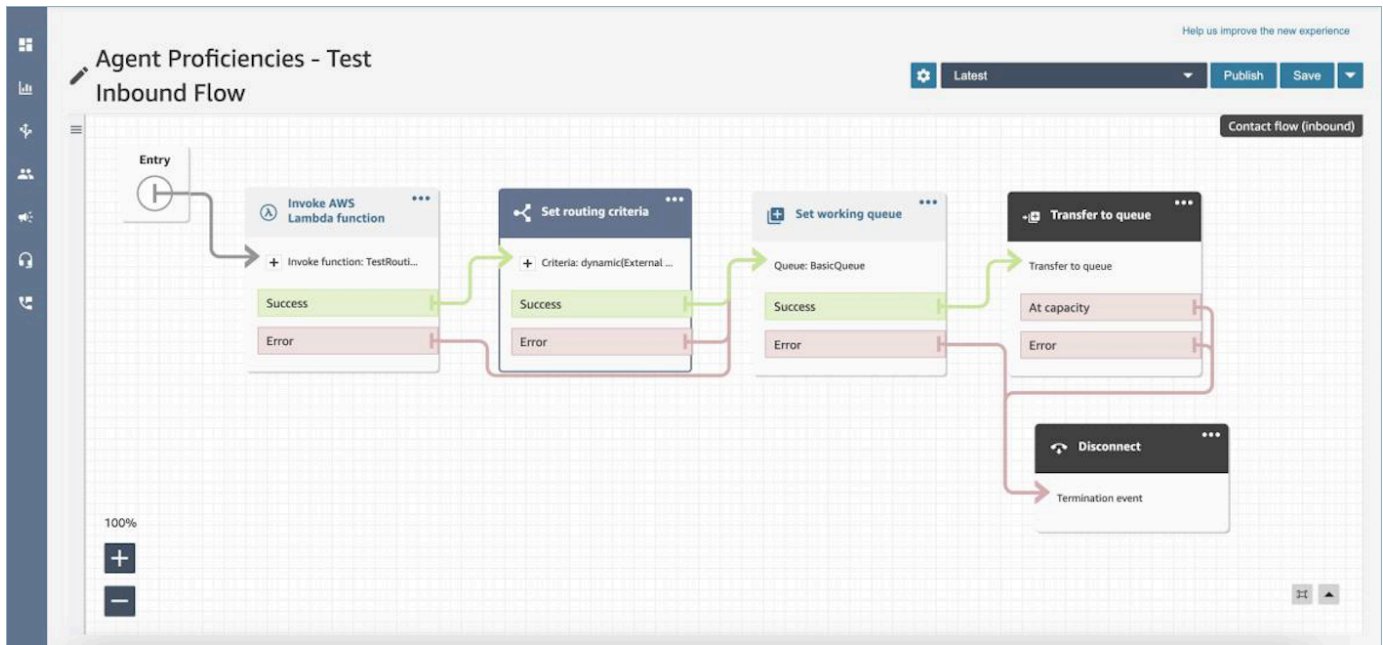 Help us improve the new experience
Agent Proficiencies - Test
Inbound Flow
Latest
Publish
Save
Contact flow (inbound)
Entry
Invoke AWS
Lambda function
Invoke function: TestRouti...
Success
Error
Set routing criteria
Criteria: dynamic(External ...
Success
Error
Set working queue
Queue: BasicQueue
Success
Error
Transfer to queue
Transfer to queue
At capacity
Error
Disconnect
Termination event
100%